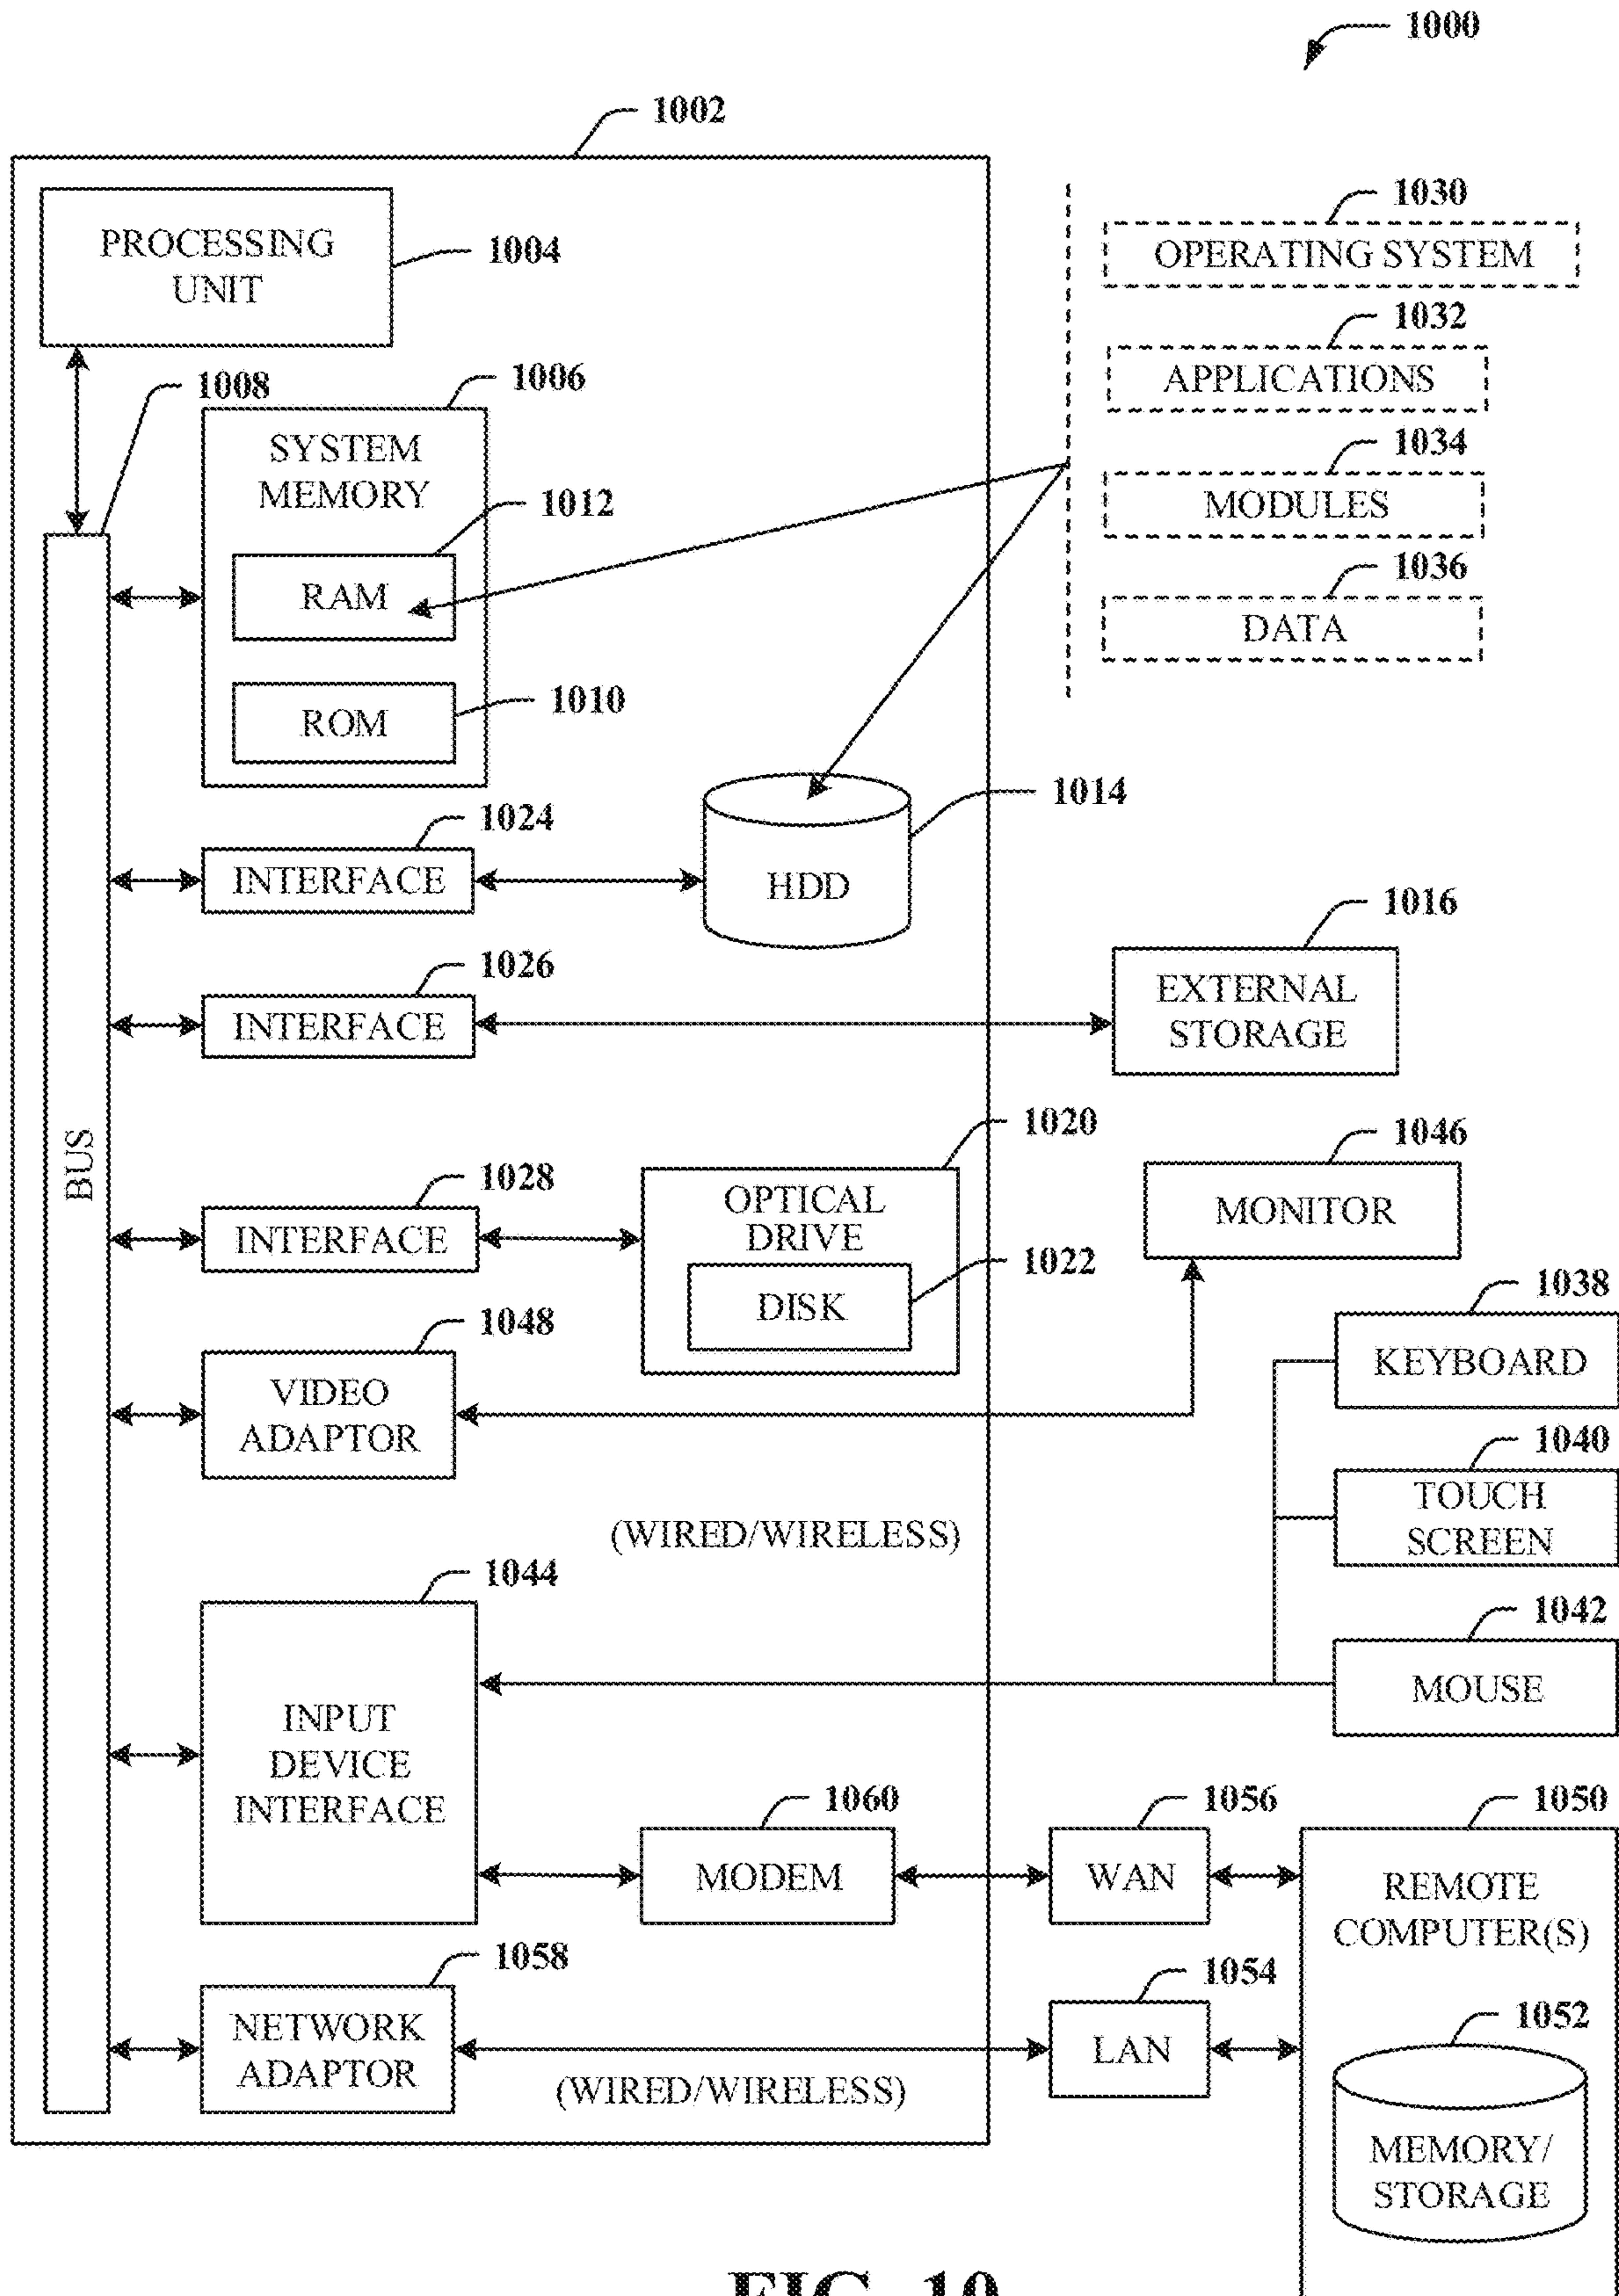 1000
1002
PROCESSING
UNIT
1004
1030
OPERATING SYSTEM
1032
APPLICATIONS
1034
MODULES
1036
DATA
1008
1006
SYSTEM
MEMORY
1012
RAM
1010
ROM
BUS
1024
INTERFACE
1014
HDD
1026
INTERFACE
1016
EXTERNAL
STORAGE
1028
INTERFACE
1020
OPTICAL
DRIVE
1022
DISK
1046
MONITOR
1048
VIDEO
ADAPTOR
1038
KEYBOARD
1040
TOUCH
SCREEN
(WIRED/WIRELESS)
1044
INPUT
DEVICE
INTERFACE
1042
MOUSE
1060
MODEM
1056
WAN
1050
REMOTE
COMPUTER(S)
1058
NETWORK
ADAPTOR
(WIRED/WIRELESS)
1054
LAN
1052
MEMORY/
STORAGE
FIG. 10